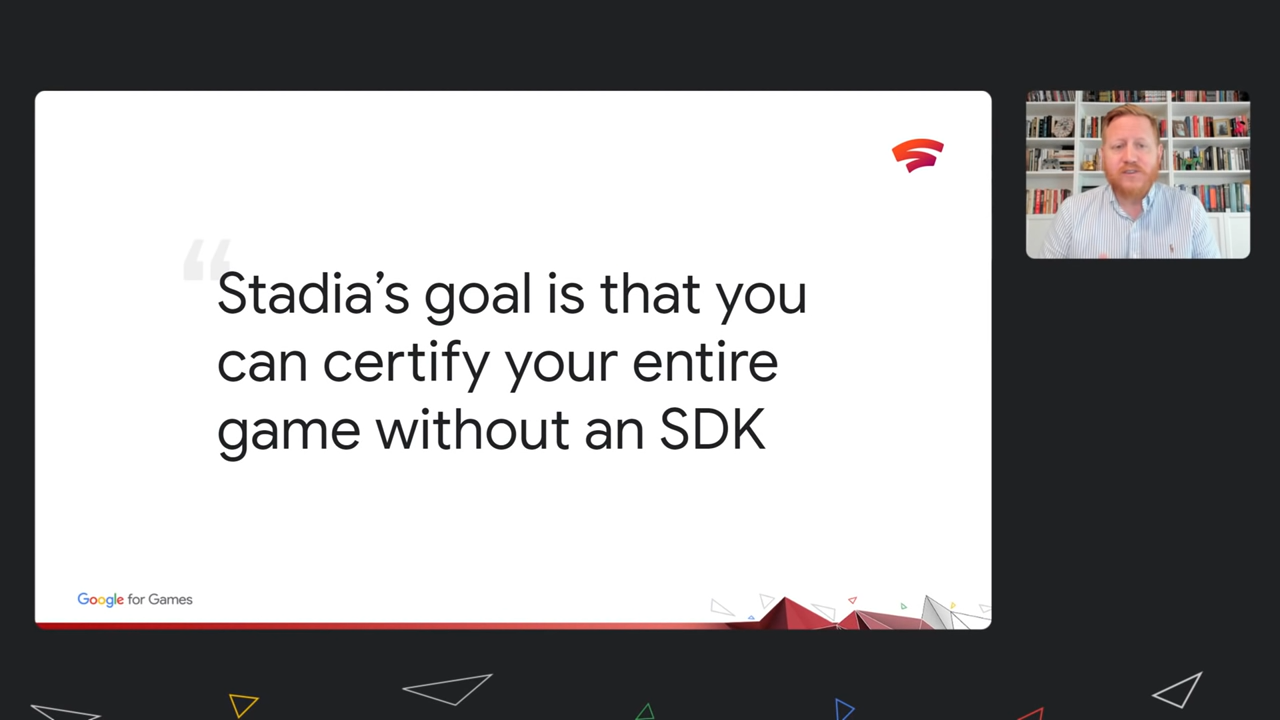 “
Stadia’s goal is that you
can certify your entire
game without an SDK
Google for Games